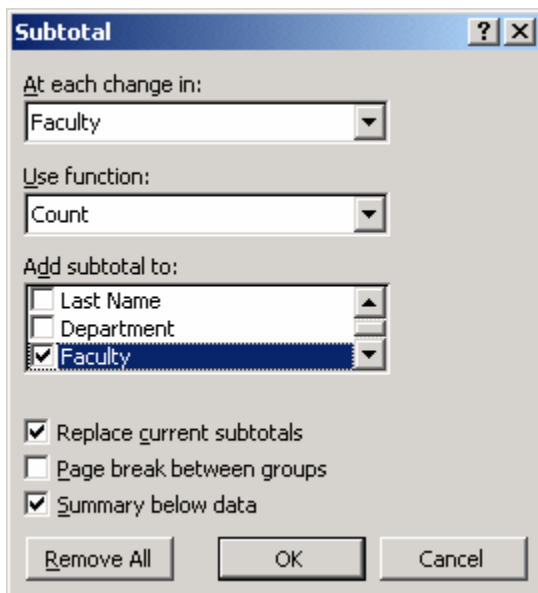 Subtotal
At each change in:
Faculty
Use function:
Count
Add subtotal to:
Last Name
Department
Faculty
Replace current subtotals
Page break between groups
Summary below data
Remove All OK Cancel